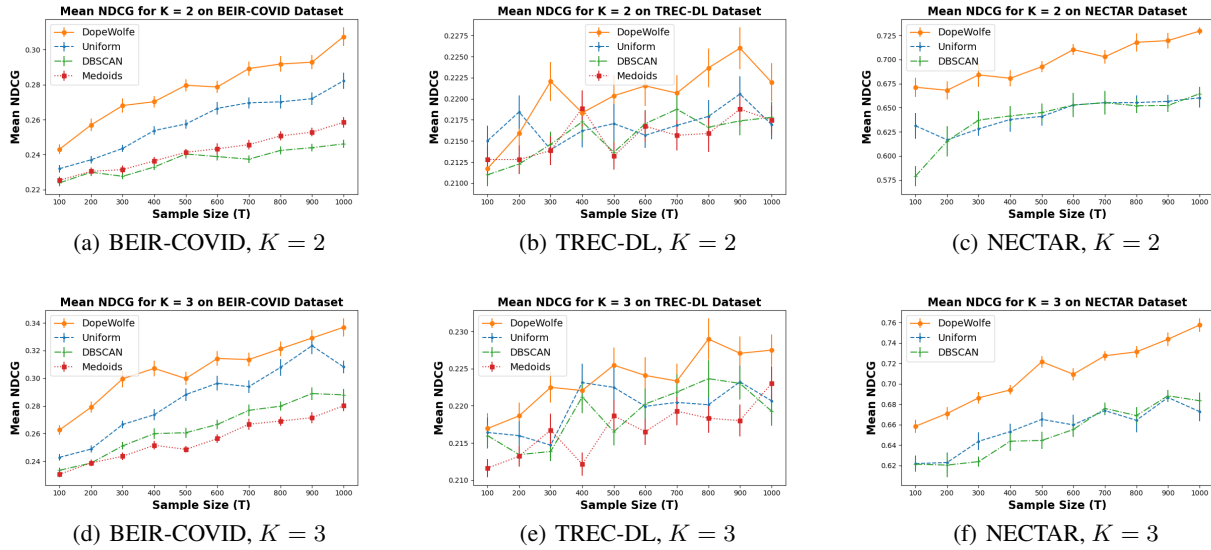 Mean NDCG for K = 2 on BEIR-COVID Dataset
Mean NDCG
0.30
0.28
0.26
0.24
0.22
DopeWolfe
Uniform
DBSCAN
Medoids
100 200 300 400 500 600 700 800 900 1000
Sample Size (T)
(a) BEIR-COVID, K = 2
Mean NDCG for K = 2 on TREC-DL Dataset
Mean NDCG
0.2275
0.2250
0.2225
0.2200
0.2175
0.2150
0.2125
0.2100
DopeWolfe
Uniform
DBSCAN
Medoids
100 200 300 400 500 600 700 800 900 1000
Sample Size (T)
(b) TREC-DL, K = 2
Mean NDCG for K = 2 on NECTAR Dataset
Mean NDCG
0.725
0.700
0.675
0.650
0.625
0.600
0.575
DopeWolfe
Uniform
DBSCAN
100 200 300 400 500 600 700 800 900 1000
Sample Size (T)
(c) NECTAR, K = 2
Mean NDCG for K = 3 on BEIR-COVID Dataset
Mean NDCG
0.34
0.32
0.30
0.28
0.26
0.24
DopeWolfe
Uniform
DBSCAN
Medoids
100 200 300 400 500 600 700 800 900 1000
Sample Size (T)
(d) BEIR-COVID, K = 3
Mean NDCG for K = 3 on TREC-DL Dataset
Mean NDCG
0.230
0.225
0.220
0.215
0.210
DopeWolfe
Uniform
DBSCAN
Medoids
100 200 300 400 500 600 700 800 900 1000
Sample Size (T)
(e) TREC-DL, K = 3
Mean NDCG for K = 3 on NECTAR Dataset
Mean NDCG
0.76
0.74
0.72
0.70
0.68
0.66
0.64
0.62
DopeWolfe
Uniform
DBSCAN
100 200 300 400 500 600 700 800 900 1000
Sample Size (T)
(f) NECTAR, K = 3